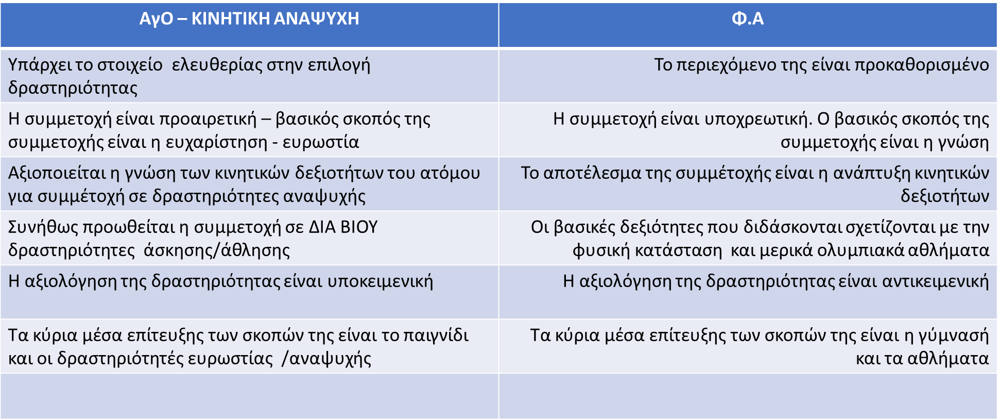 ΑγΟ – ΚΙΝΗΤΙΚΗ ΑΝΑΨΥΧΗ
Φ.Α
Υπάρχει το στοιχείο  ελευθερίας στην επιλογή
δραστηριότητας
Το περιεχόμενο της είναι προκαθορισμένο
Η συμμετοχή είναι προαιρετική – βασικός σκοπός της
συμμετοχής είναι η ευχαρίστηση - ευρωστία
Η συμμετοχή είναι υποχρεωτική. Ο βασικός σκοπός της
συμμετοχής είναι η γνώση
Αξιοποιείται η γνώση των κινητικών δεξιοτήτων του ατόμου
για συμμέτοχή σε δραστηριότητες αναψυχής
Το αποτέλεσμα της συμμέτοχής είναι η ανάπτυξη κινητικών
δεξιοτήτων
Συνήθως προωθείται η συμμετοχή σε ΔΙΑ ΒΙΟΥ
δραστηριότητες  άσκησης/άθλησης
Οι βασικές δεξιότητες που διδάσκονται σχετίζονται με την
φυσική κατάσταση  και μερικά ολυμπιακά αθλήματα
Η αξιολόγηση της δραστηριότητας είναι υποκειμενική
Η αξιολόγηση της δραστηριότητας είναι αντικειμενική
Τα κύρια μέσα επίτευξης των σκοπών της είναι το παιγνίδι
και οι δραστηριότητές ευρωστίας  /αναψυχής
Τα κύρια μέσα επίτευξης των σκοπών της είναι η γύμνασή
και τα αθλήματα